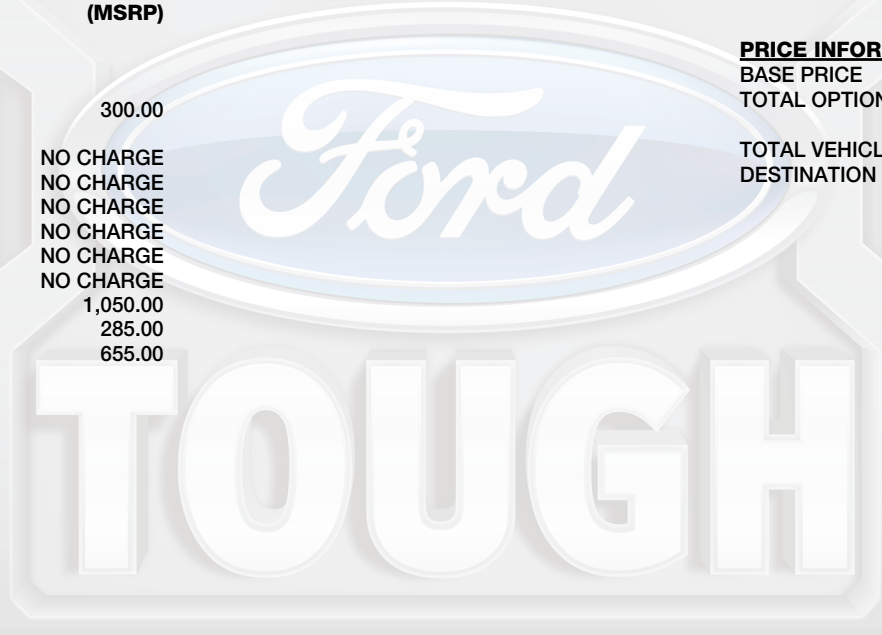 (MSRP)
300.00
NO CHARGE
NO CHARGE
NO CHARGE
NO CHARGE
NO CHARGE
NO CHARGE
1,050.00
285.00
655.00
PRICE INFOR
BASE PRICE
TOTAL OPTION
TOTAL VEHICL
DESTINATION
Ford
TOUGH